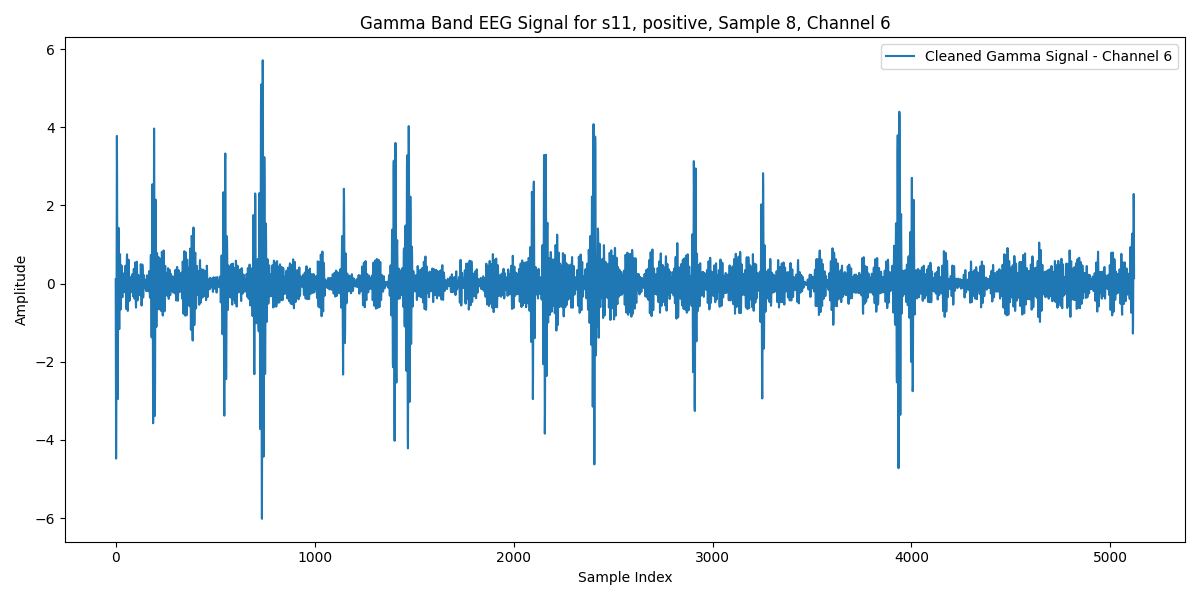 Gamma Band EEG Signal for s11, positive, Sample 8, Channel 6
Cleaned Gamma Signal - Channel 6
6
4
2
0
−2
−4
−6
Amplitude
0 1000 2000 3000 4000 5000
Sample Index